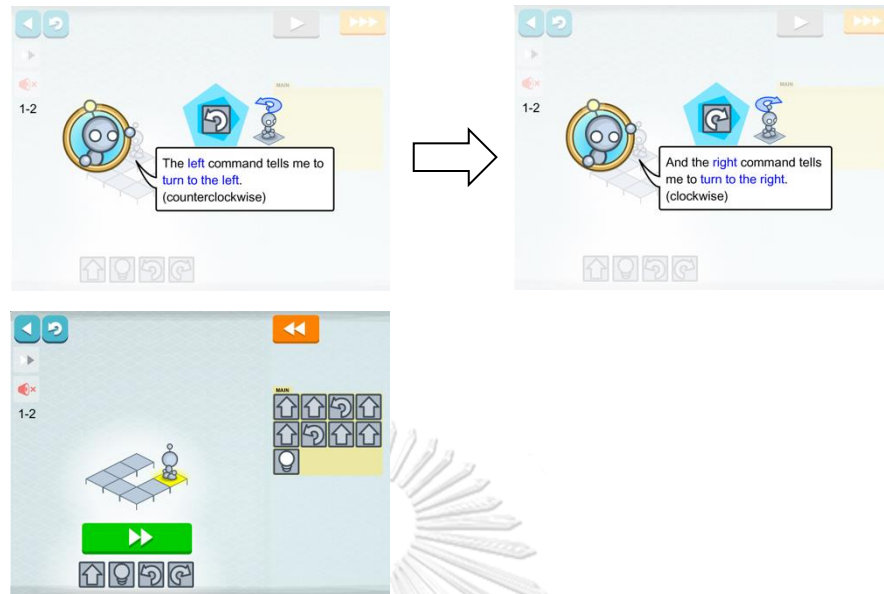 1-2
MAIN
The left command tells me to
turn to the left.
(counterclockwise)
1-2
MAIN
And the right command tells
me to turn to the right.
(clockwise)
1-2
MAIN